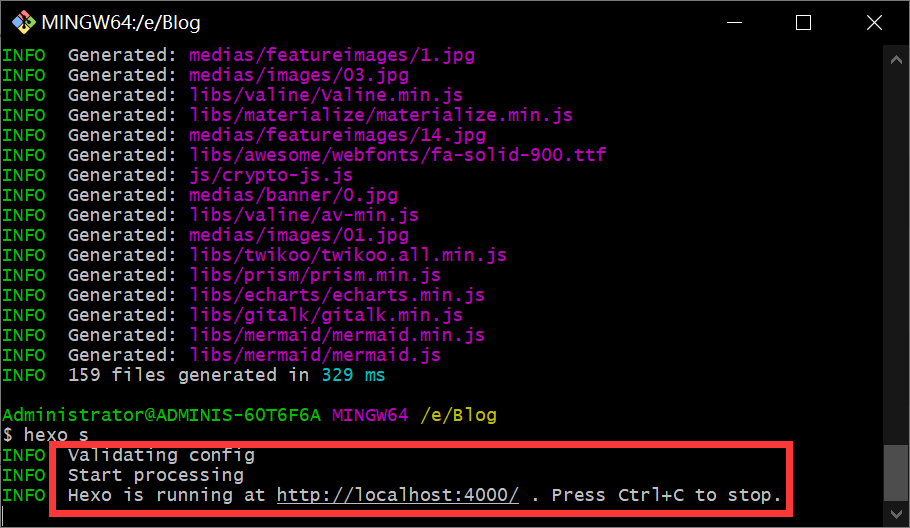 MINGW64:/e/Blog
INFO  Generated: medias/featureimages/1.jpg
INFO  Generated: medias/images/03.jpg
INFO  Generated: libs/valine/Valine.min.js
INFO  Generated: libs/materialize/materialize.min.js
INFO  Generated: medias/featureimages/14.jpg
INFO  Generated: libs/awesome/webfonts/fa-solid-900.ttf
INFO  Generated: js/crypto-js.js
INFO  Generated: medias/banner/0.jpg
INFO  Generated: libs/valine/av-min.js
INFO  Generated: medias/images/01.jpg
INFO  Generated: libs/twikoo/twikoo.all.min.js
INFO  Generated: libs/prism/prism.min.js
INFO  Generated: libs/echarts/echarts.min.js
INFO  Generated: libs/gitalk/gitalk.min.js
INFO  Generated: libs/mermaid/mermaid.min.js
INFO  Generated: libs/mermaid/mermaid.js
INFO  159 files generated in 329 ms
Administrator@ADMINIS-6OT6F6A MINGW64 /e/Blog
$ hexo s
INFO  Validating config
INFO  Start processing
INFO  Hexo is running at http://localhost:4000/ . Press Ctrl+C to stop.